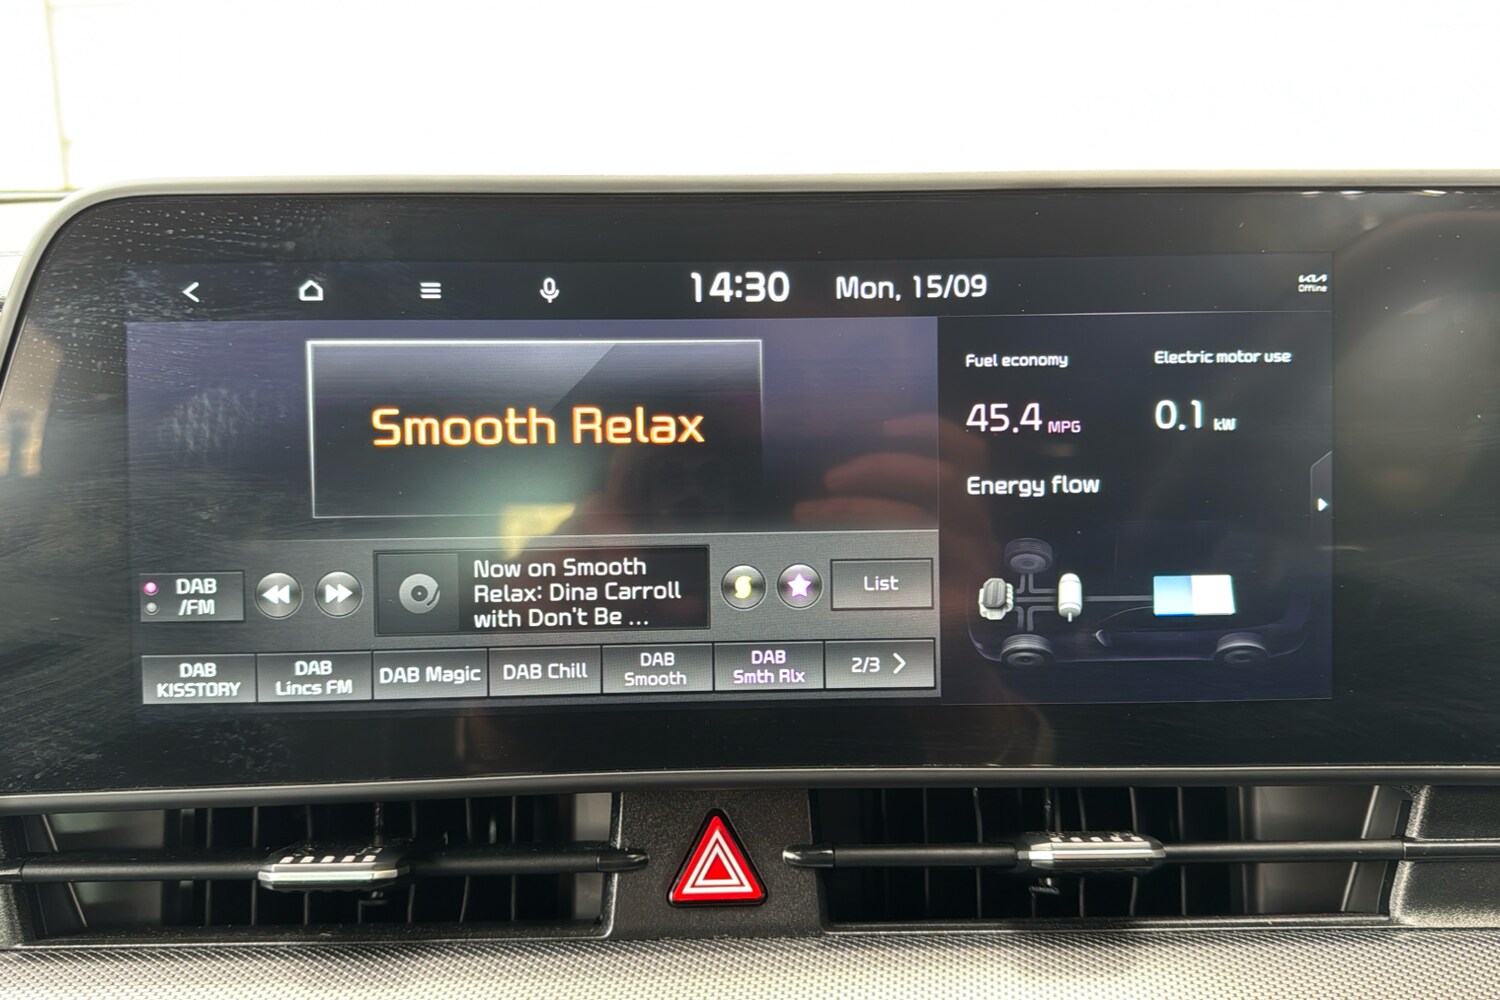 14:30 Mon, 15/09
KIA
Offline
Smooth Relax
Fuel economy
Electric motor use
45.4 MPG
0.1 kW
Energy flow
DAB
/FM
Now on Smooth
Relax: Dina Carroll
with Don't Be ...
List
DAB
KISSTORY
DAB
Lincs FM
DAB Magic
DAB Chill
DAB
Smooth
DAB
Smth Rlx
2/3